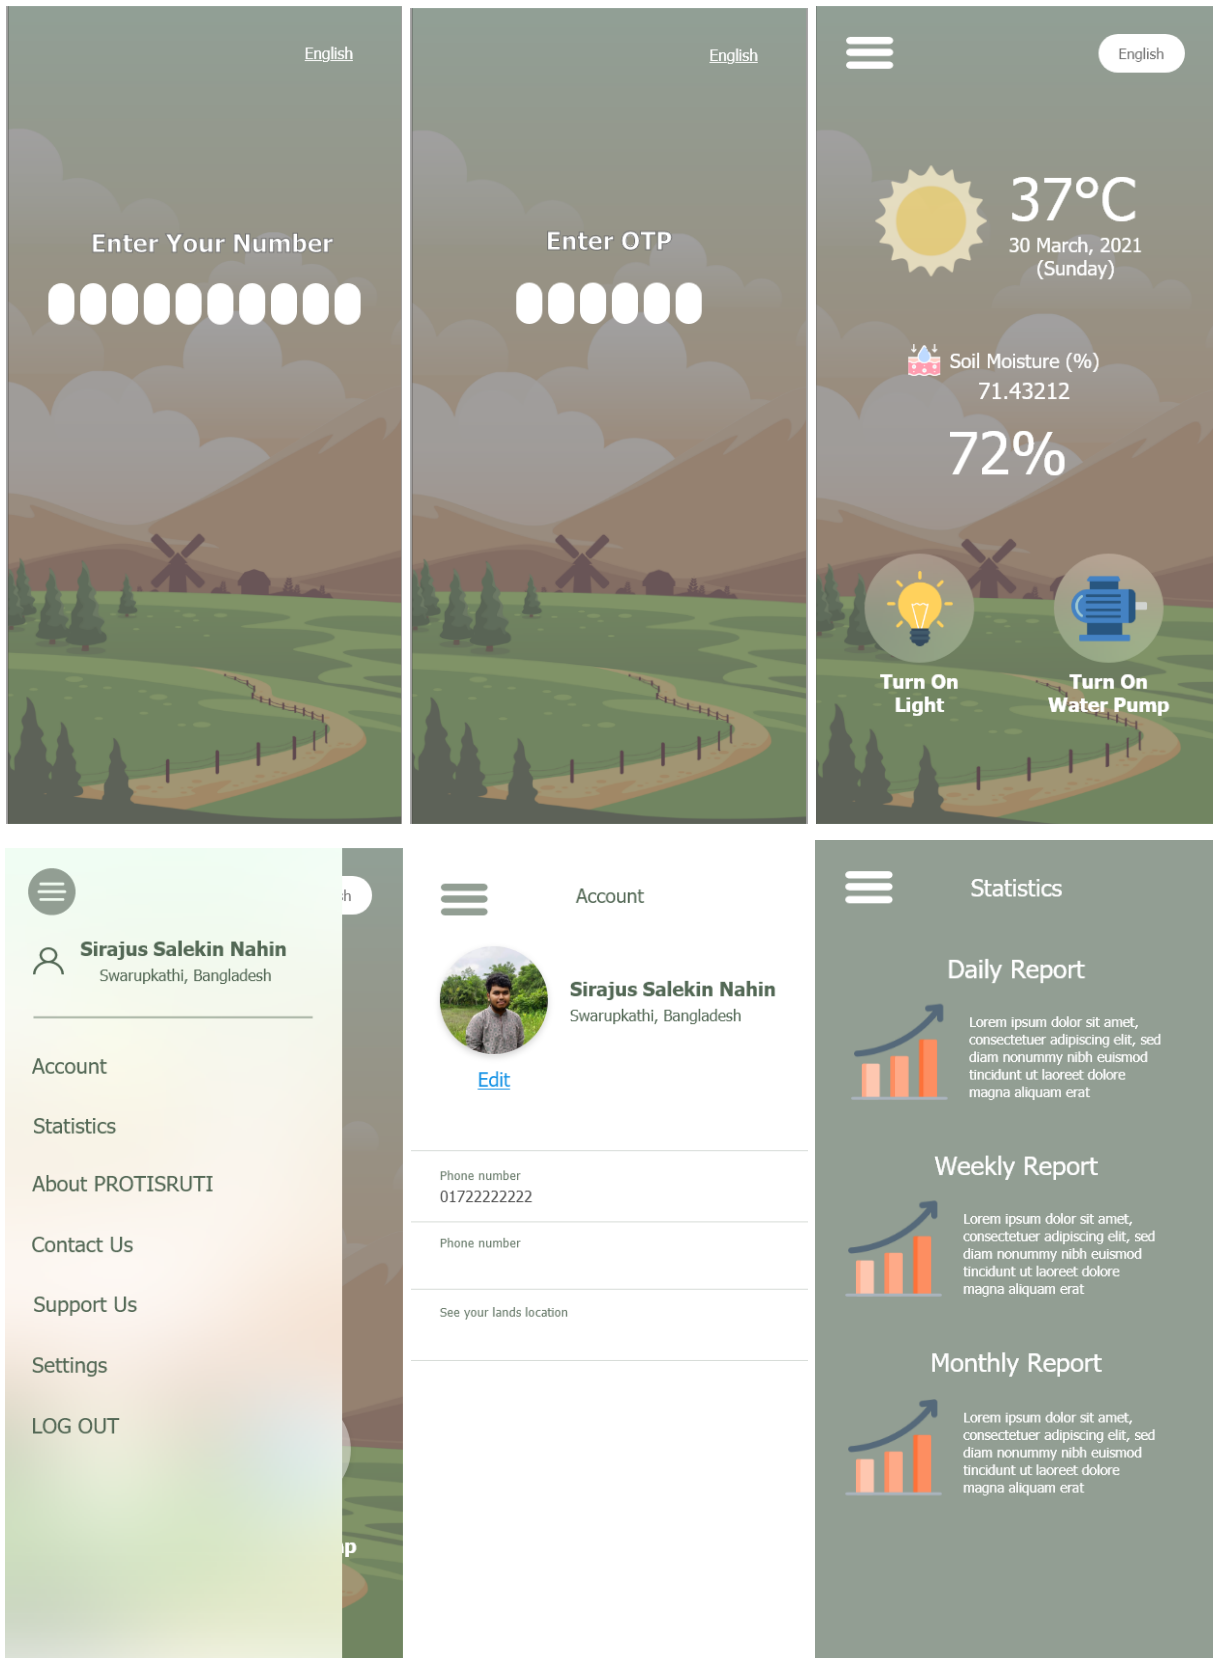 English
Enter Your Number
English
Enter OTP
English
37°C
30 March, 2021
(Sunday)
Soil Moisture (%)
71.43212
72%
Turn On
Light
Turn On
Water Pump
Sirajus Salekin Nahin
Swarupkathi, Bangladesh
Account
Statistics
About PROTISRUTI
Contact Us
Support Us
Settings
LOG OUT
sh
np
Account
Sirajus Salekin Nahin
Swarupkathi, Bangladesh
Edit
Phone number
01722222222
Phone number
See your lands location
Statistics
Daily Report
Lorem ipsum dolor sit amet,
consectetuer adipiscing elit, sed
diam nonummy nibh euismod
tincidunt ut laoreet dolore
magna aliquam erat
Weekly Report
Lorem ipsum dolor sit amet,
consectetuer adipiscing elit, sed
diam nonummy nibh euismod
tincidunt ut laoreet dolore
magna aliquam erat
Monthly Report
Lorem ipsum dolor sit amet,
consectetuer adipiscing elit, sed
diam nonummy nibh euismod
tincidunt ut laoreet dolore
magna aliquam erat